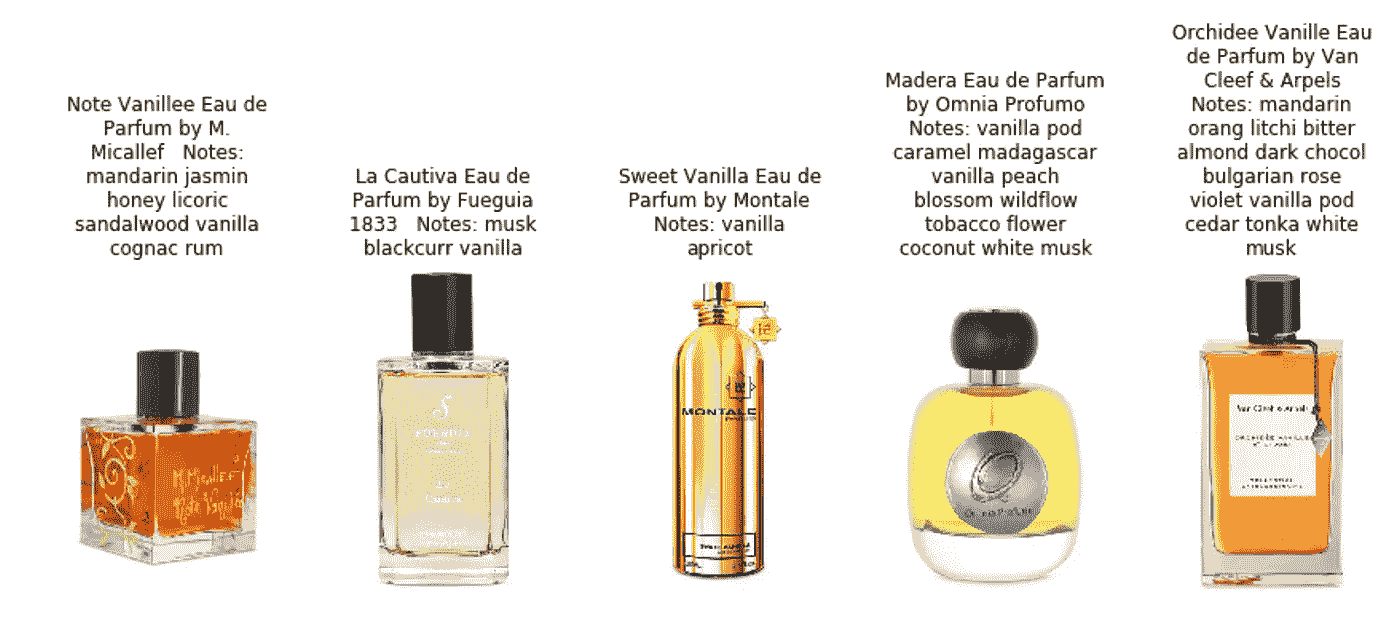 Note Vanillee Eau de
Parfum by M.
Micallef   Notes:
mandarin jasmin
honey licoric
sandalwood vanilla
cognac rum
La Cautiva Eau de
Parfum by Fueguia
1833   Notes: musk
blackcurr vanilla
Sweet Vanilla Eau de
Parfum by Montale
Notes: vanilla
apricot
Madera Eau de Parfum
by Omnia Profumo
Notes: vanilla pod
caramel madagascar
vanilla peach
blossom wildflow
tobacco flower
coconut white musk
Orchidee Vanille Eau
de Parfum by Van
Cleef & Arpels
Notes: mandarin
orang litchi bitter
almond dark chocol
bulgarian rose
violet vanilla pod
cedar tonka white
musk
M.Micallef
MONTALE
Van Cleef & Arpels